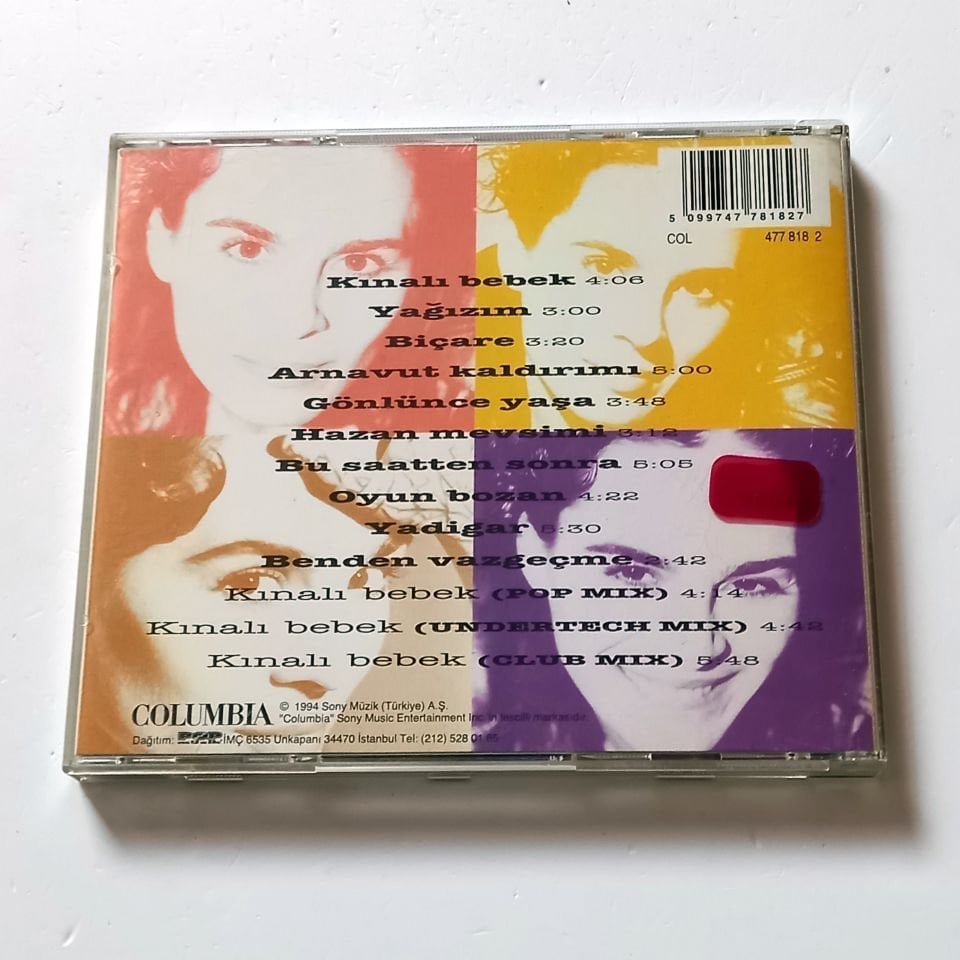 5 099747 781827
COL 477 818 2
Kınalı bebek 4:06
Yağızım 3:00
Biçare 3:20
Arnavut kaldırımı 5:00
Gönlünce yaşa 3:48
Hazan mevsimi 3:12
Bu saatten sonra 5:05
Oyun bozan 4:22
Yadigar 5:30
Benden vazgeçme 2:42
Kınalı bebek (POP MIX) 4:14
Kınalı bebek (UNDERTECH MIX) 4:42
Kınalı bebek (CLUB MIX) 5:48
COLUMBIA
© 1994 Sony Müzik (Türkiye) A.Ş.
"Columbia" Sony Music Entertainment Inc.'in tescilli markasıdır.
Dağıtım: İMÇ 6535 Unkapanı 34470 İstanbul Tel: (212) 528 01